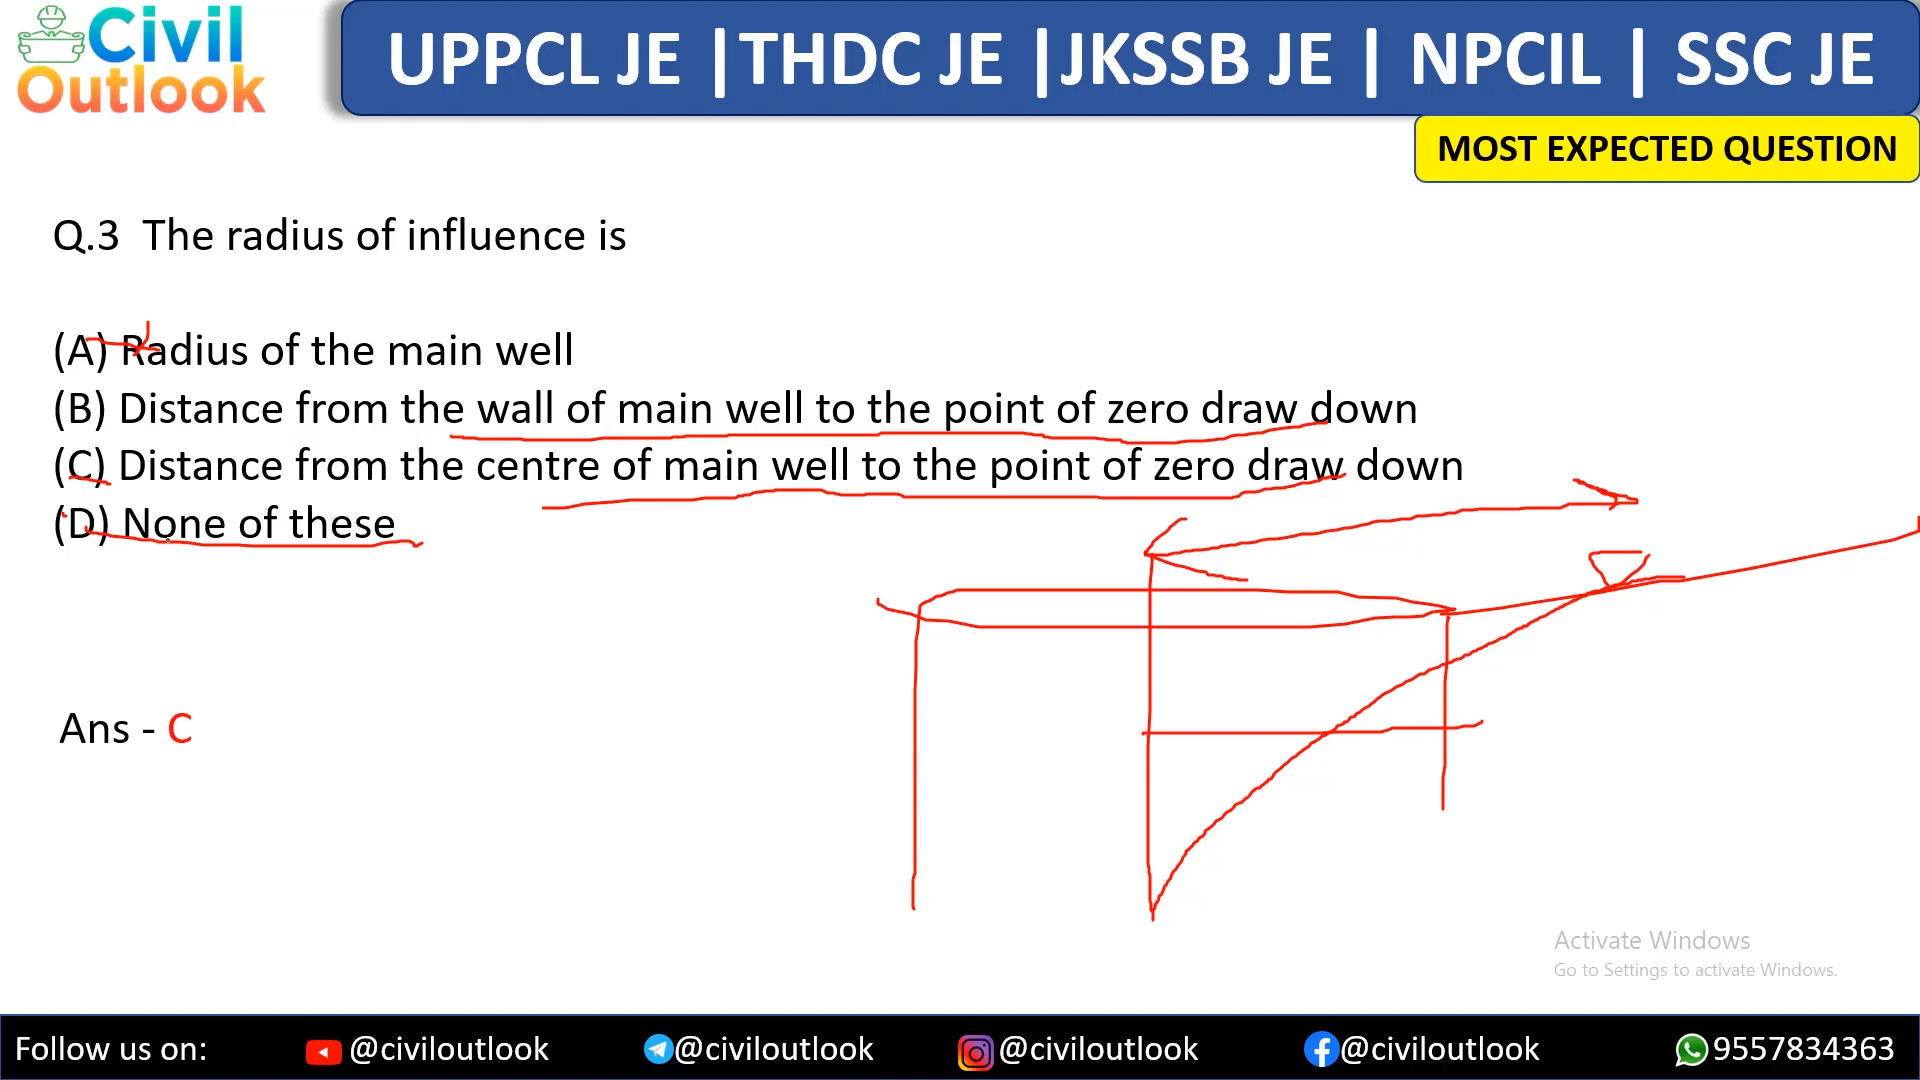 Civil
Outlook
UPPCL JE | THDC JE | JKSSB JE | NPCIL | SSC JE
MOST EXPECTED QUESTION
Q.3 The radius of influence is
(A) Radius of the main well
(B) Distance from the wall of main well to the point of zero draw down
(C) Distance from the centre of main well to the point of zero draw down
(D) None of these
Ans - C
Activate Windows
Go to Settings to activate Windows.
Follow us on: @civiloutlook @civiloutlook @civiloutlook @civiloutlook 9557834363